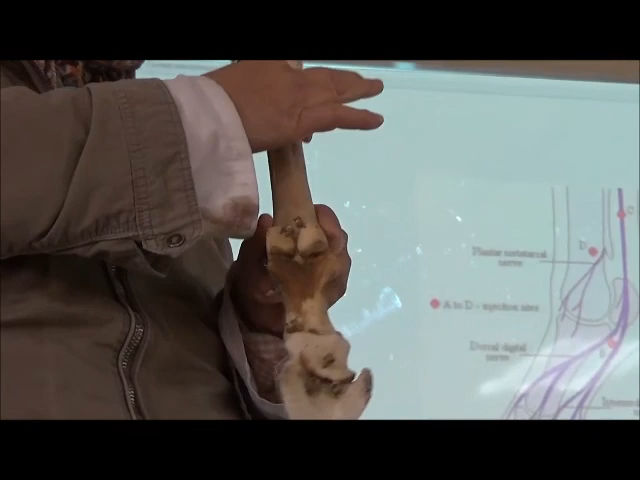 C
Plantar metatarsal
nerve
D
A to D - injection sites
Dorsal digital
nerve
B